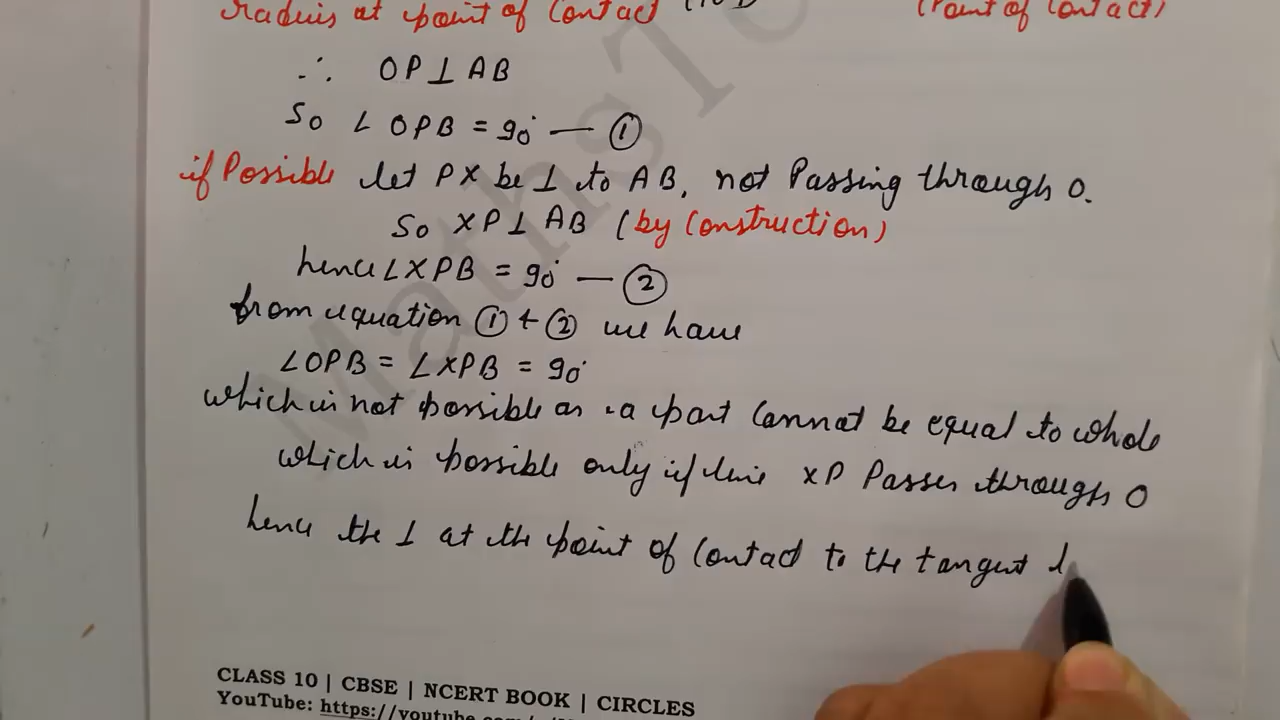 radius at point of Contact
(Point of Contact)
∴ OP ⊥ AB
So ∠ OPB = 90° — ①
if Possible let PX be ⊥ to AB, not Passing through O.
So XP ⊥ AB (by Construction)
hence ∠XPB = 90° — ②
from equation ① + ② we have
∠OPB = ∠XPB = 90°
which is not possible as a part Cannot be equal to whole
which is possible only if line XP Passes through O
hence the ⊥ at the point of Contact to the tangent
CLASS 10 | CBSE | NCERT BOOK | CIRCLES
YouTube:
MathsT